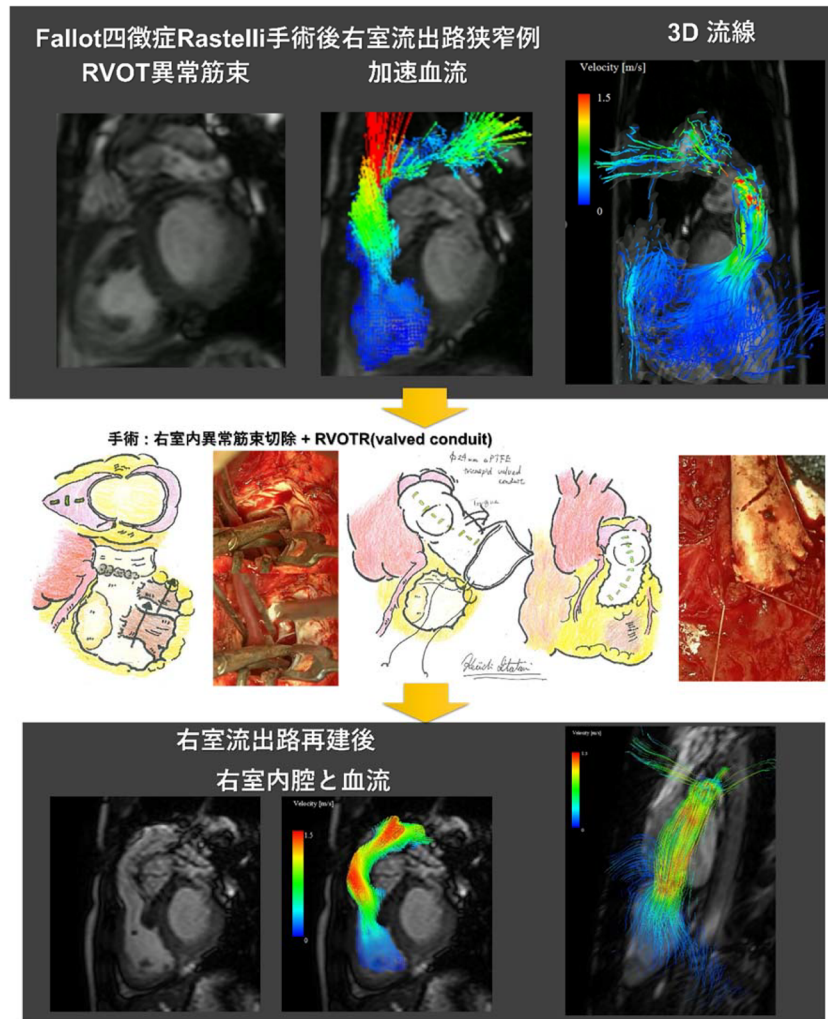 Fallot四徴症Rastelli手術後右室流出路狭窄例
RVOT異常筋束
加速血流
3D 流線
Velocity [m/s]
1.5
0
手術 : 右室内異常筋束切除 + RVOTR(valved conduit)
ePTFE
valved
conduit
右室流出路再建後
右室内腔と血流
Velocity [m/s]
1.5
0
Velocity [m/s]